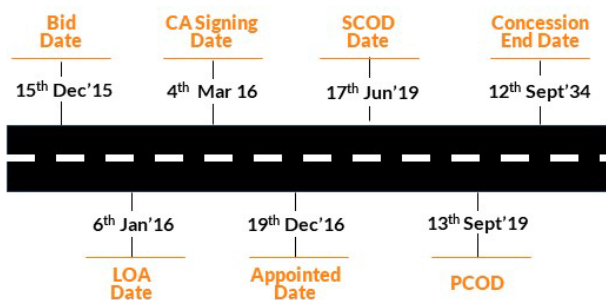 Bid
Date
15th Dec'15
CA Signing
Date
4th Mar 16
SCOD
Date
17th Jun'19
Concession
End Date
12th Sept'34
6th Jan'16
LOA
Date
19th Dec'16
Appointed
Date
13th Sept'19
PCOD